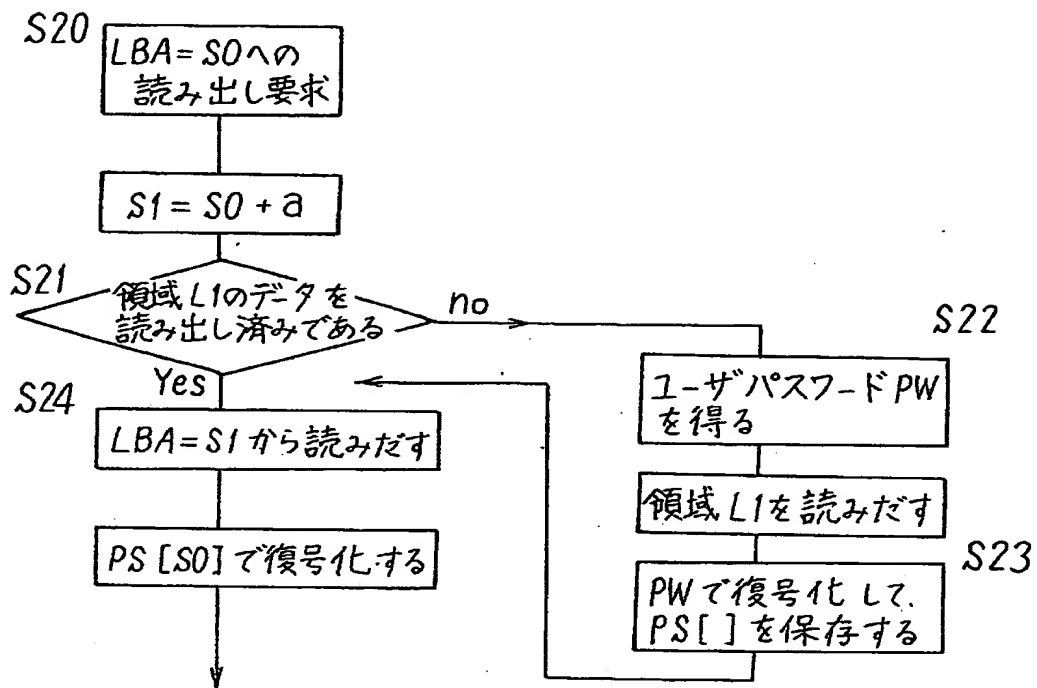 S20
LBA=S0への
読み出し要求
S1=S0+a
S21
領域L1のデータを
読み出し済みである
no
Yes
S22
ユーザパスワードPW
を得る
領域L1を読みだす
S23
PWで復号化して、
PS[ ]を保存する
S24
LBA=S1から読みだす
PS[S0]で復号化する